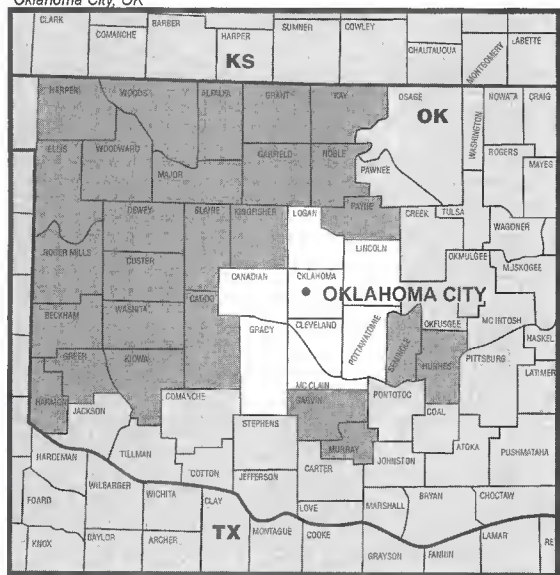 Oklahoma City, OK
CLARK
COMANCHE
BARBER
HARPER
SUMNER
COWLEY
CHAUTAUQUA
MONTGOMERY
LABETTE
KS
HARPER
WOODS
ALFALFA
GRANT
KAY
OSAGE
OK
WASHINGTON
NOWATA
CRAIG
ELLIS
WOODWARD
MAJOR
GARFIELD
NOBLE
PAWNEE
ROGERS
MAYES
DEWEY
BLAINE
KINGFISHER
LOGAN
PAYNE
CREEK
TULSA
WAGONER
ROGER MILLS
CUSTER
LINCOLN
OKMULGEE
MUSKOGEE
CANADIAN
OKLAHOMA
OKLAHOMA CITY
BECKHAM
WASHITA
CADDO
GRADY
CLEVELAND
POTTAWATOMIE
SEMINOLE
OKFUSGEE
MC INTOSH
HASKEL
GREER
KIOWA
HUGHES
PITTSBURG
LATIMER
HARMON
JACKSON
COMANCHE
MC CLAIN
GARVIN
PONTOTOC
COAL
STEPHENS
MURRAY
ATOKA
PUSHMATAHA
HARDEMAN
TILLMAN
COTTON
JEFFERSON
CARTER
JOHNSTON
FOARD
WILBARGER
WICHITA
CLAY
LOVE
MARSHALL
BRYAN
CHOCTAW
KNOX
BAYLOR
ARCHER
TX
MONTAGUE
COOKE
GRAYSON
FANNIN
LAMAR
RE